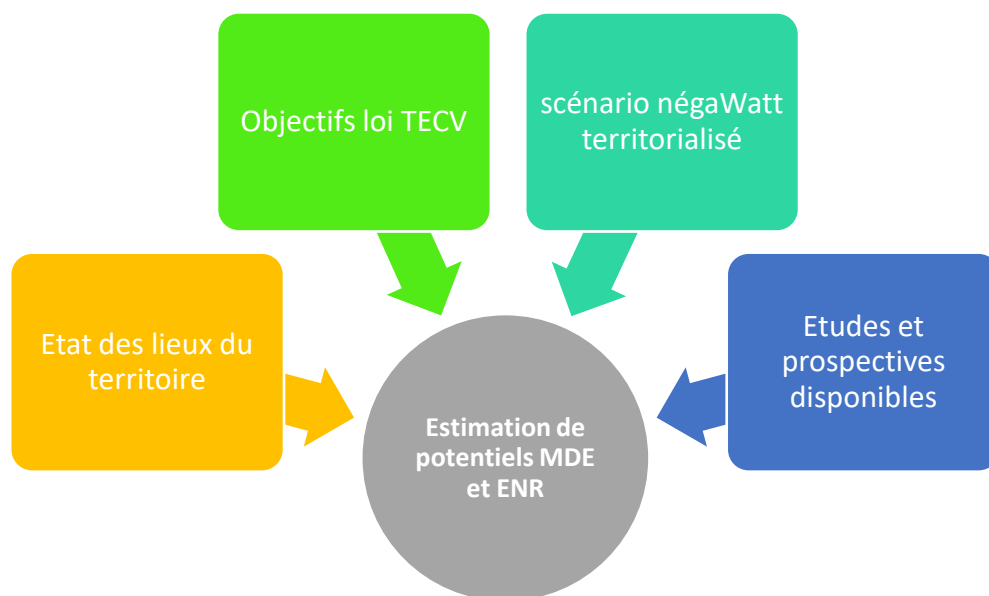 Objectifs loi TECV
scénario négaWatt
territorialisé
Etat des lieux du
territoire
Etudes et
prospectives
disponibles
Estimation de
potentiels MDE
et ENR